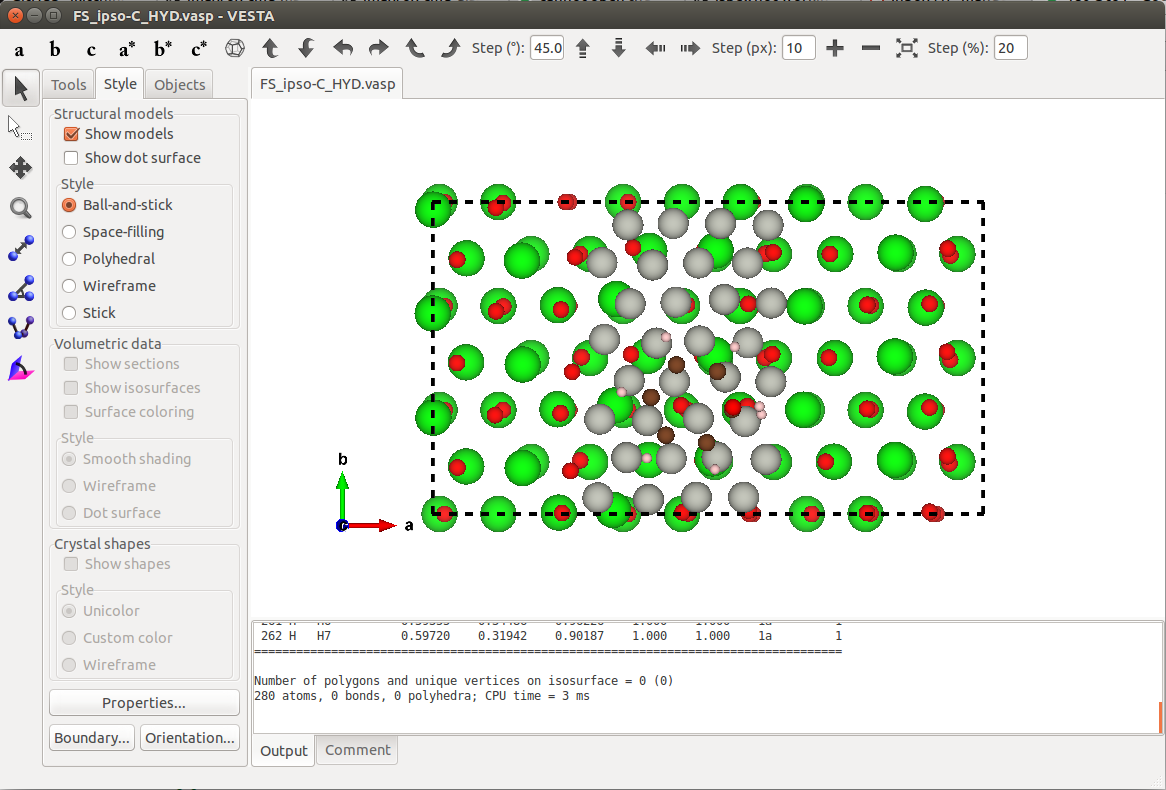 FS_ipso-C_HYD.vasp - VESTA
a b c a* b* c* Step (°): 45.0 Step (px): 10 Step (%): 20
Tools Style Objects
FS_ipso-C_HYD.vasp
Structural models
Show models
Show dot surface
Style
Ball-and-stick
Space-filling
Polyhedral
Wireframe
Stick
Volumetric data
Show sections
Show isosurfaces
Surface coloring
Style
Smooth shading
Wireframe
Dot surface
Crystal shapes
Show shapes
Style
Unicolor
Custom color
Wireframe
Properties...
Boundary... Orientation...
b
a
262 H H7 0.59720 0.31942 0.90187 1.000 1.000 1a 1
Number of polygons and unique vertices on isosurface = 0 (0)
280 atoms, 0 bonds, 0 polyhedra; CPU time = 3 ms
Output Comment